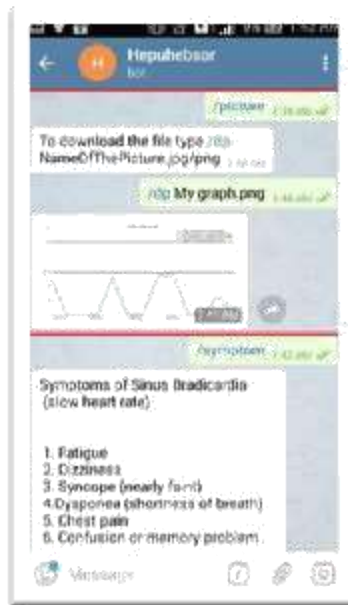 Hepuhebsor
bot
/picture
To download the file type /dp
NameOfThePicture.jpg/png
/dp My graph.png
/symptom
Symptoms of Sinus Bradicardia
(slow heart rate)
1. Fatigue
2. Dizziness
3. Syncope (nearly faint)
4.Dysponea (shortness of breath)
5. Chest pain
6. Confusion or memory problem
Message